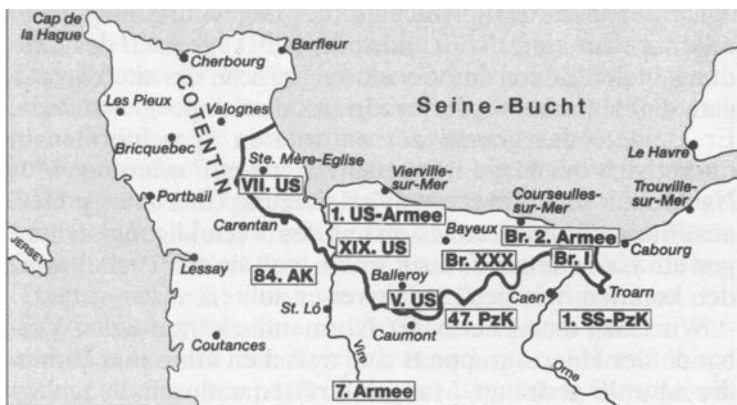 Cap de
la Hague
Cherbourg
Barfleur
COTENTIN
Les Pieux
Valognes
Bricquebec
Seine-Bucht
Le Havre
Ste. Mère-Eglise
Vierville-
sur-Mer
Trouville-
sur-Mer
VII. US
Courseulles-
sur-Mer
Portbail
1. US-Armee
Bayeux
Br. 2. Armee
Carentan
Cabourg
XIX. US
Br. XXX
Br. I
JERSEY
Lessay
84. AK
Balleroy
Troarn
V. US
Caen
St. Lô
47. PzK
1. SS-PzK
Caumont
Coutances
Vire
Orne
7. Armee